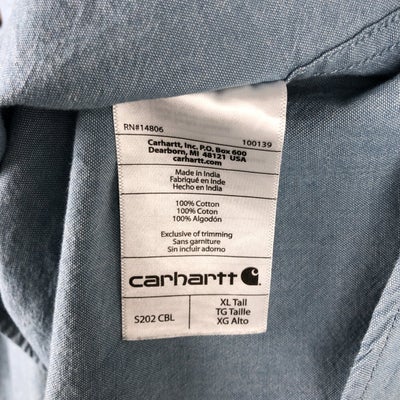 RN#14806
100139
Carhartt, Inc. P.O. Box 600
Dearborn, MI 48121 USA
carhartt.com
Made in India
Fabriqué en Inde
Hecho en India
100% Cotton
100% Coton
100% Algodón
Exclusive of trimming
Sans garniture
Sin incluir adorno
carhartt
S202 CBL
XL Tall
TG Taille
XG Alto